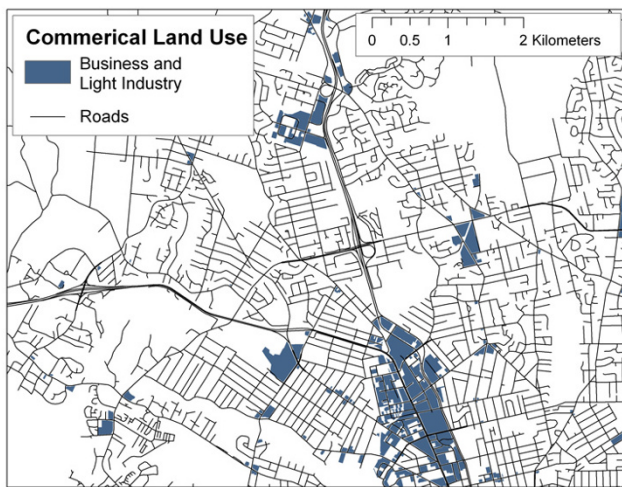 Commerical Land Use
Business and
Light Industry
Roads
0 0.5 1 2 Kilometers